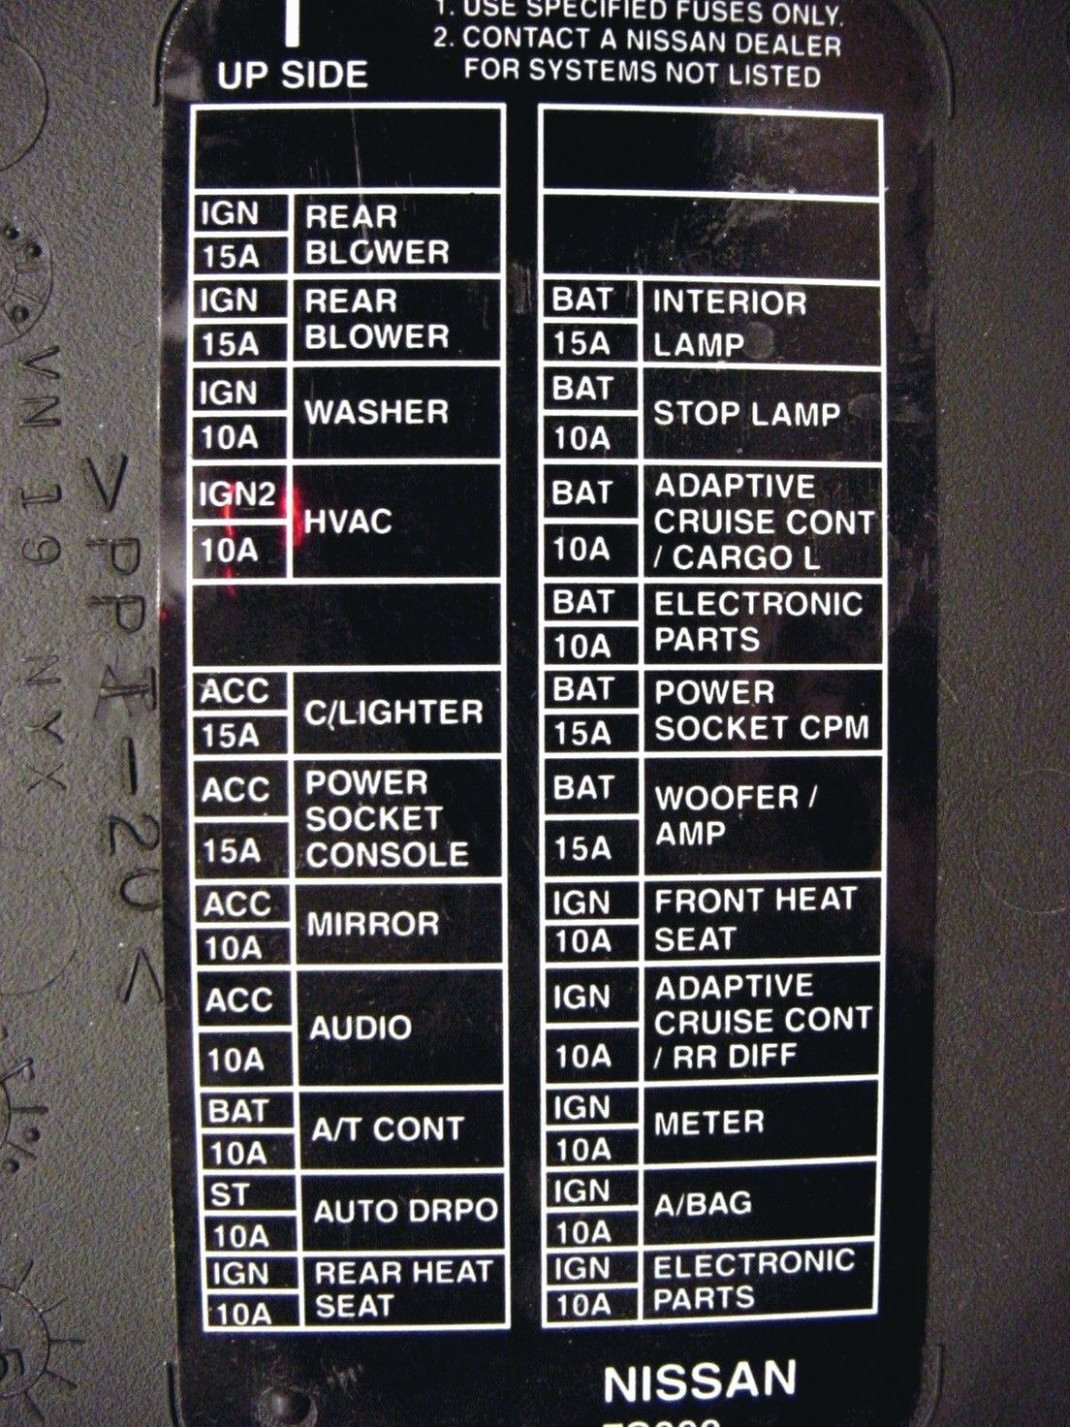 1. USE SPECIFIED FUSES ONLY.
2. CONTACT A NISSAN DEALER
FOR SYSTEMS NOT LISTED
UP SIDE
IGN
15A
REAR
BLOWER
IGN
15A
REAR
BLOWER
IGN
10A
WASHER
IGN2
10A
HVAC
ACC
15A
C/LIGHTER
ACC
15A
POWER
SOCKET
CONSOLE
ACC
10A
MIRROR
ACC
10A
AUDIO
BAT
10A
A/T CONT
ST
10A
AUTO DRPO
IGN
10A
REAR HEAT
SEAT
BAT
15A
INTERIOR
LAMP
BAT
10A
STOP LAMP
BAT
10A
ADAPTIVE
CRUISE CONT
/ CARGO L
BAT
10A
ELECTRONIC
PARTS
BAT
15A
POWER
SOCKET CPM
BAT
15A
WOOFER /
AMP
IGN
10A
FRONT HEAT
SEAT
IGN
10A
ADAPTIVE
CRUISE CONT
/ RR DIFF
IGN
10A
METER
IGN
10A
A/BAG
IGN
10A
ELECTRONIC
PARTS
NISSAN
VN 19 NYX